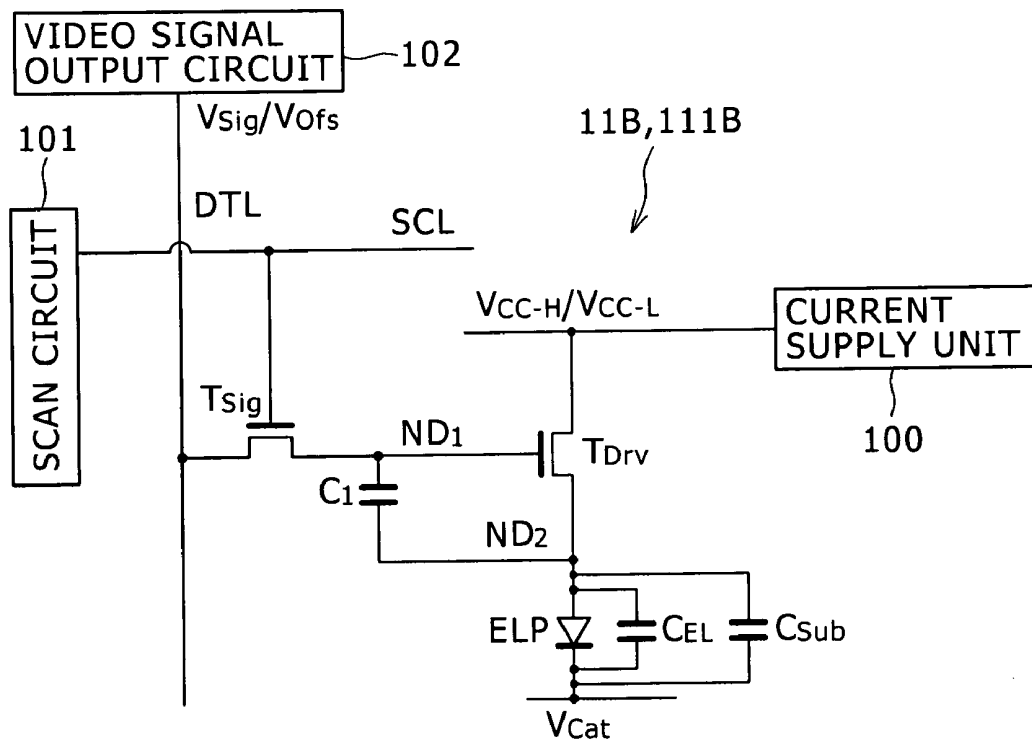 VIDEO SIGNAL
OUTPUT CIRCUIT
102
VSig/VOfs
11B,111B
101
DTL
SCL
SCAN CIRCUIT
VCC-H/VCC-L
CURRENT
SUPPLY UNIT
100
TSig
ND1
TDrv
C1
ND2
ELP
CEL
CSub
VCat